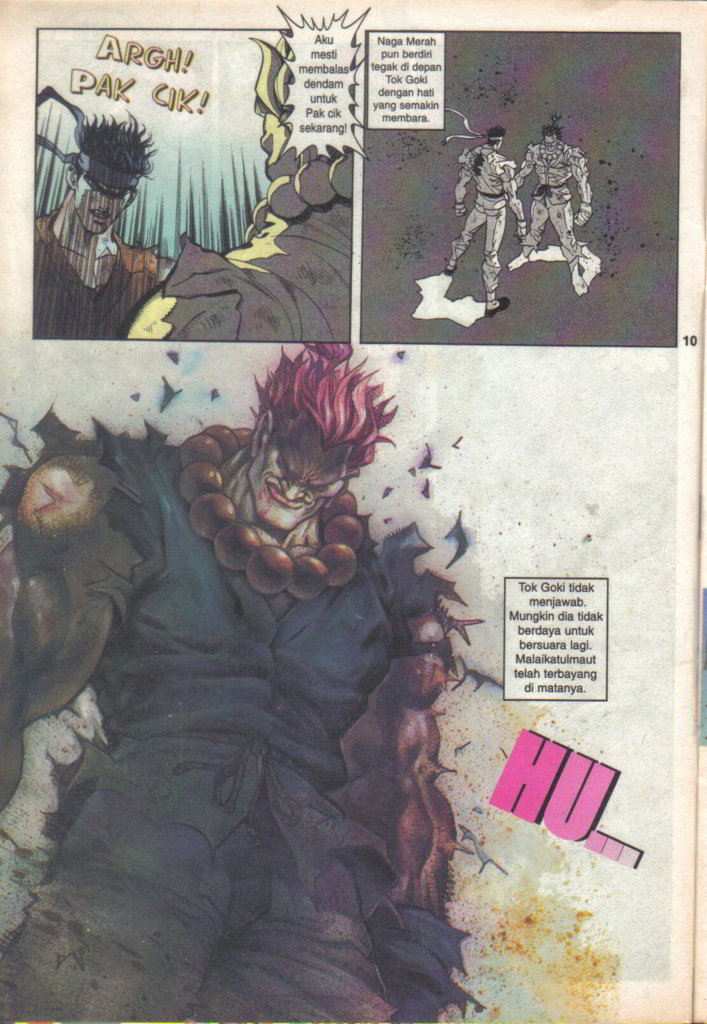 ARGH!
PAK CIK!
Aku
mesti
membalas
dendam
untuk
Pak cik
sekarang!
Naga Merah
pun berdiri
tegak di depan
Tok Goki
dengan hati
yang semakin
membara.
10
Tok Goki tidak
menjawab.
Mungkin dia tidak
berdaya untuk
bersuara lagi.
Malaikatulmaut
telah terbayang
di matanya.
HU...